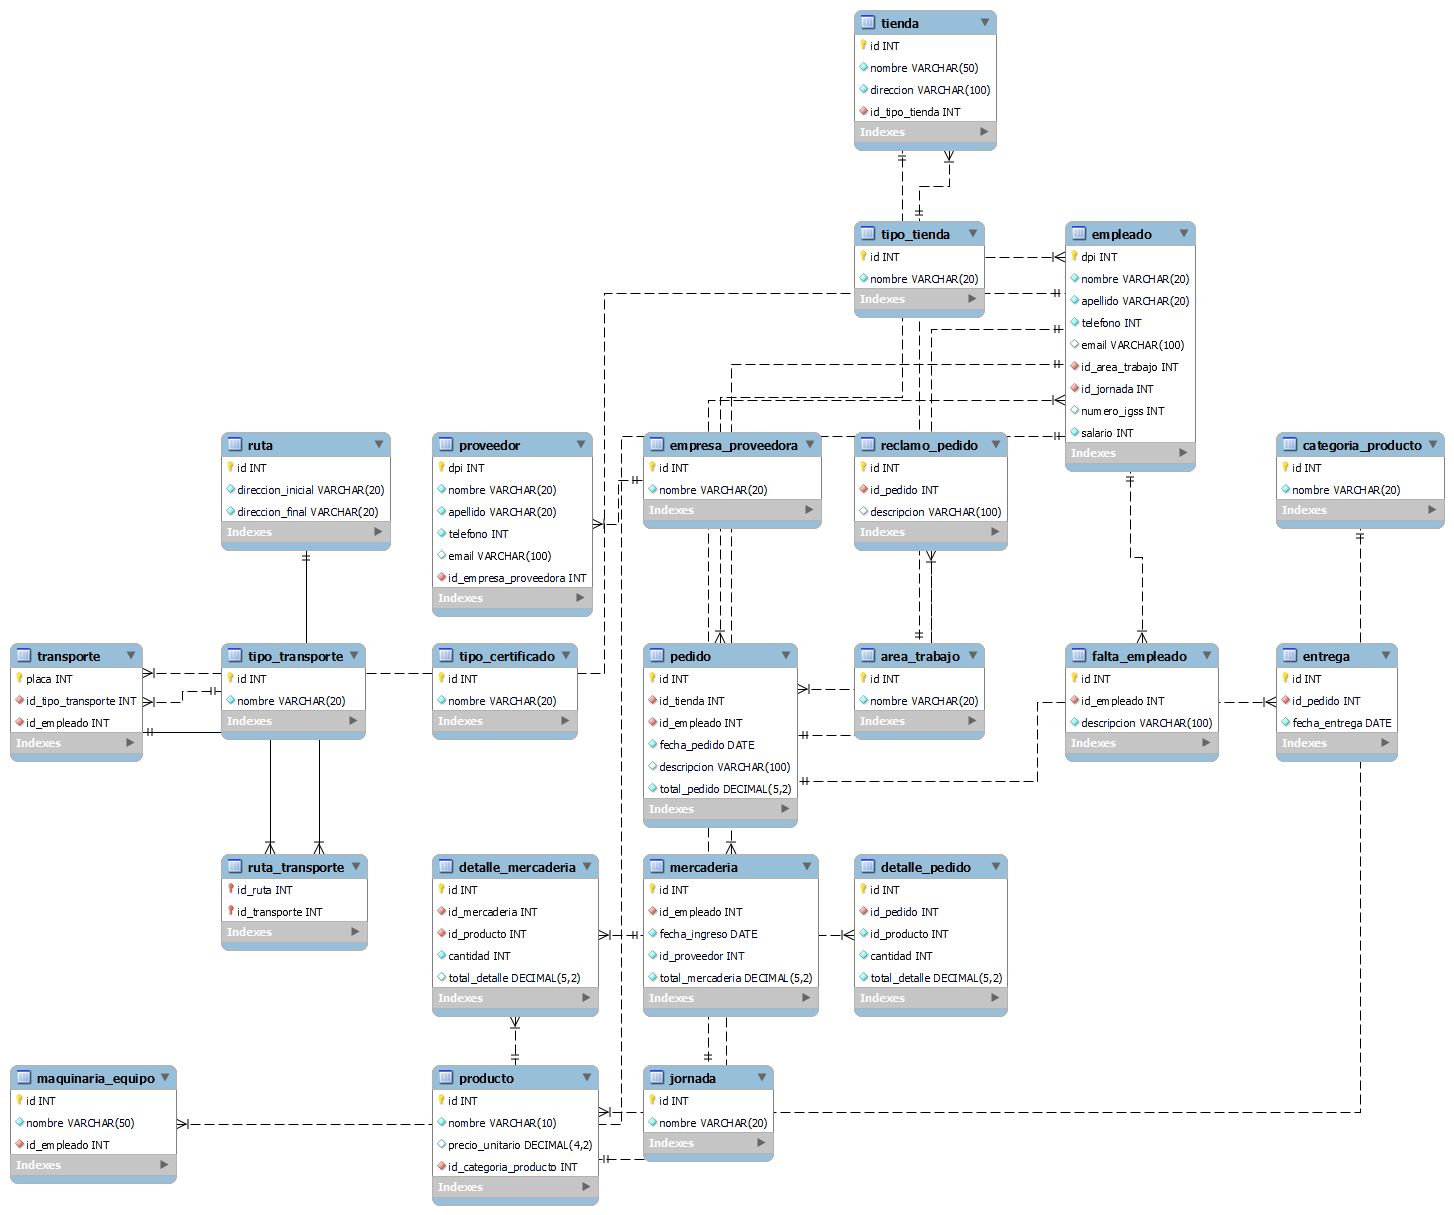 tienda
id INT
nombre VARCHAR(50)
direccion VARCHAR(100)
id_tipo_tienda INT
Indexes
tipo_tienda
id INT
nombre VARCHAR(20)
Indexes
empleado
dpi INT
nombre VARCHAR(20)
apellido VARCHAR(20)
telefono INT
email VARCHAR(100)
id_area_trabajo INT
id_jornada INT
numero_igss INT
salario INT
Indexes
ruta
id INT
direccion_inicial VARCHAR(20)
direccion_final VARCHAR(20)
Indexes
proveedor
dpi INT
nombre VARCHAR(20)
apellido VARCHAR(20)
telefono INT
email VARCHAR(100)
id_empresa_proveedora INT
Indexes
empresa_proveedora
id INT
nombre VARCHAR(20)
Indexes
reclamo_pedido
id INT
id_pedido INT
descripcion VARCHAR(100)
Indexes
categoria_producto
id INT
nombre VARCHAR(20)
Indexes
transporte
placa INT
id_tipo_transporte INT
id_empleado INT
Indexes
tipo_transporte
id INT
nombre VARCHAR(20)
Indexes
tipo_certificado
id INT
nombre VARCHAR(20)
Indexes
pedido
id INT
id_tienda INT
id_empleado INT
fecha_pedido DATE
descripcion VARCHAR(100)
total_pedido DECIMAL(5,2)
Indexes
area_trabajo
id INT
nombre VARCHAR(20)
Indexes
falta_empleado
id INT
id_empleado INT
descripcion VARCHAR(100)
Indexes
entrega
id INT
id_pedido INT
fecha_entrega DATE
Indexes
ruta_transporte
id_ruta INT
id_transporte INT
Indexes
detalle_mercaderia
id INT
id_mercaderia INT
id_producto INT
cantidad INT
total_detalle DECIMAL(5,2)
Indexes
mercaderia
id INT
id_empleado INT
fecha_ingreso DATE
id_proveedor INT
total_mercaderia DECIMAL(5,2)
Indexes
detalle_pedido
id INT
id_pedido INT
id_producto INT
cantidad INT
total_detalle DECIMAL(5,2)
Indexes
maquinaria_equipo
id INT
nombre VARCHAR(50)
id_empleado INT
Indexes
producto
id INT
nombre VARCHAR(10)
precio_unitario DECIMAL(4,2)
id_categoria_producto INT
Indexes
jornada
id INT
nombre VARCHAR(20)
Indexes